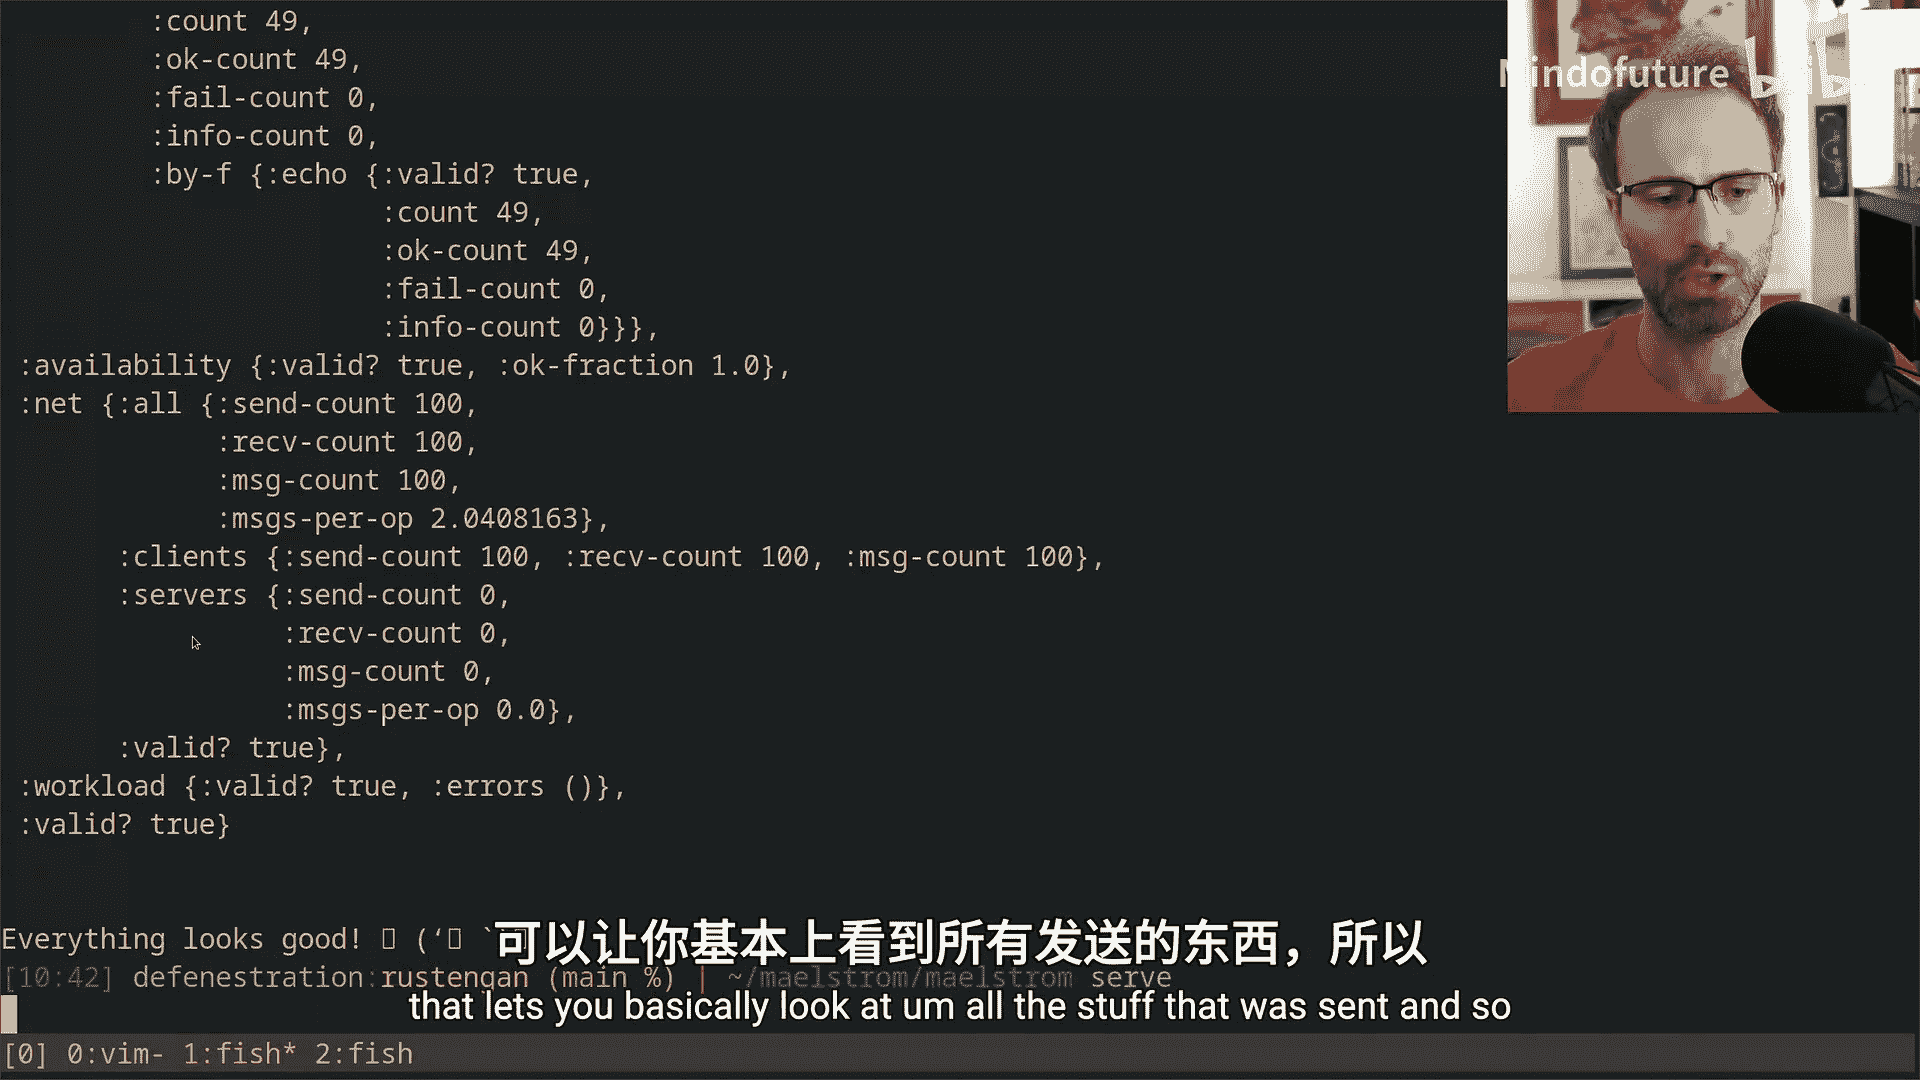 :count 49,
:ok-count 49,
:fail-count 0,
:info-count 0,
:by-f {:echo {:valid? true,
:count 49,
:ok-count 49,
:fail-count 0,
:info-count 0}}},
:availability {:valid? true, :ok-fraction 1.0},
:net {:all {:send-count 100,
:recv-count 100,
:msg-count 100,
:msgs-per-op 2.0408163},
:clients {:send-count 100, :recv-count 100, :msg-count 100},
:servers {:send-count 0,
:recv-count 0,
:msg-count 0,
:msgs-per-op 0.0},
:valid? true},
:workload {:valid? true, :errors ()},
:valid? true}
Mindofuture
Everything looks good!
可以让你基本上看到所有发送的东西，所以
[10:42] defenestration:rustengan (main %) | ~/maelstrom/maelstrom serve
that lets you basically look at um all the stuff that was sent and so
[0] 0:vim- 1:fish* 2:fish